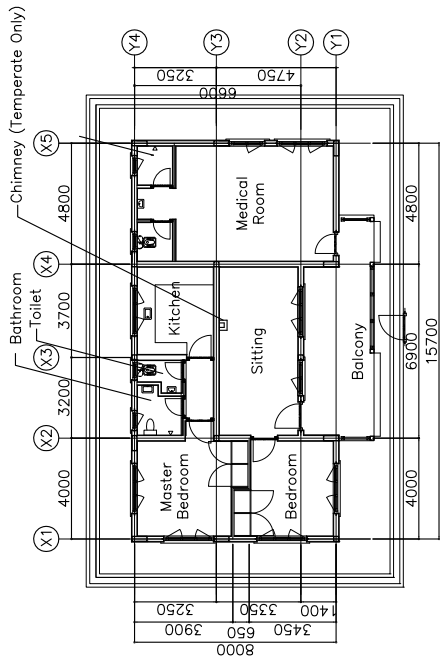 Chimney (Temperate Only)
Bathroom
Toilet
X1
X2
X3
X4
X5
4000
3200
3700
4800
Y4
Y3
Y2
Y1
3250
4750
6600
Master
Bedroom
Kitchen
Medical
Room
Sitting
Bedroom
Balcony
3250
3350
1400
3900
650
3450
8000
4000
6900
4800
15700